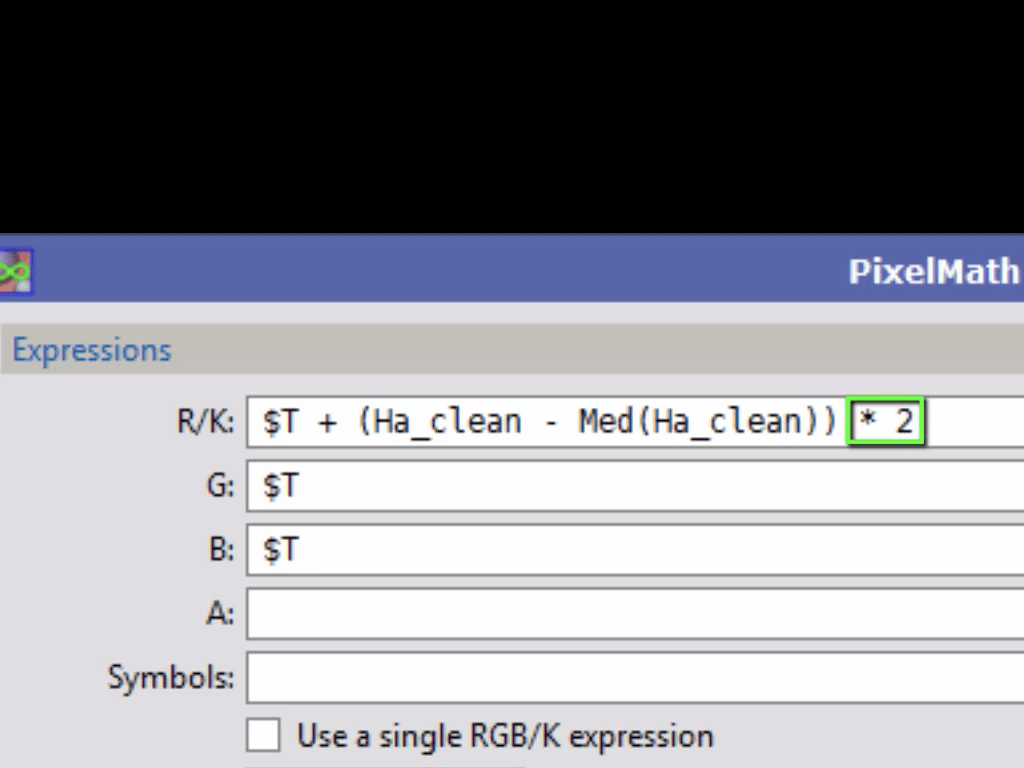 PixelMath
Expressions
R/K: $T + (Ha_clean - Med(Ha_clean)) * 2
G: $T
B: $T
A:
Symbols:
Use a single RGB/K expression